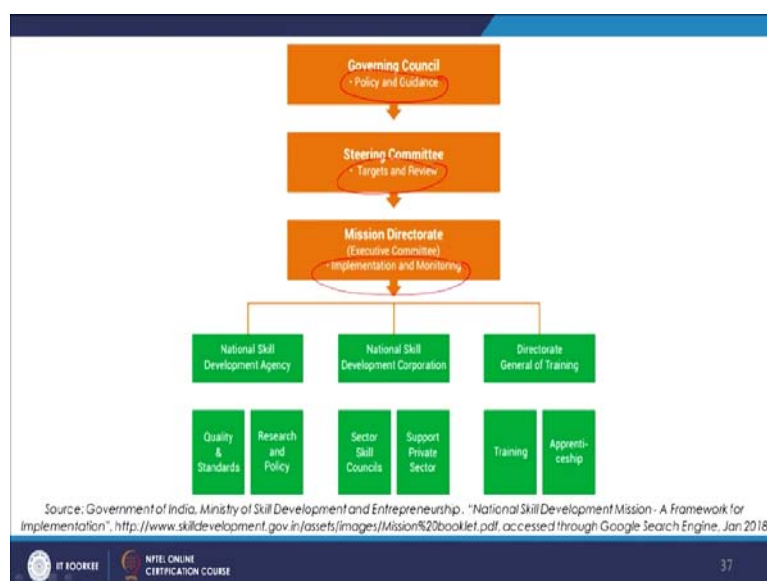 Governing Council
- Policy and Guidance
Steering Committee
- Targets and Review
Mission Directorate
(Executive Committee)
- Implementation and Monitoring
National Skill
Development Agency
National Skill
Development Corporation
Directorate
General of Training
Quality
&
Standards
Research
and
Policy
Sector
Skill
Councils
Support
Private
Sector
Training
Apprenti-
ceship
Source: Government of India, Ministry of Skill Development and Entrepreneurship. "National Skill Development Mission - A Framework for
Implementation", http://www.skilldevelopment.gov.in/assets/images/Mission%20booklet.pdf, accessed through Google Search Engine, Jan 2018
IIT ROORKEE
NPTEL ONLINE
CERTIFICATION COURSE
37